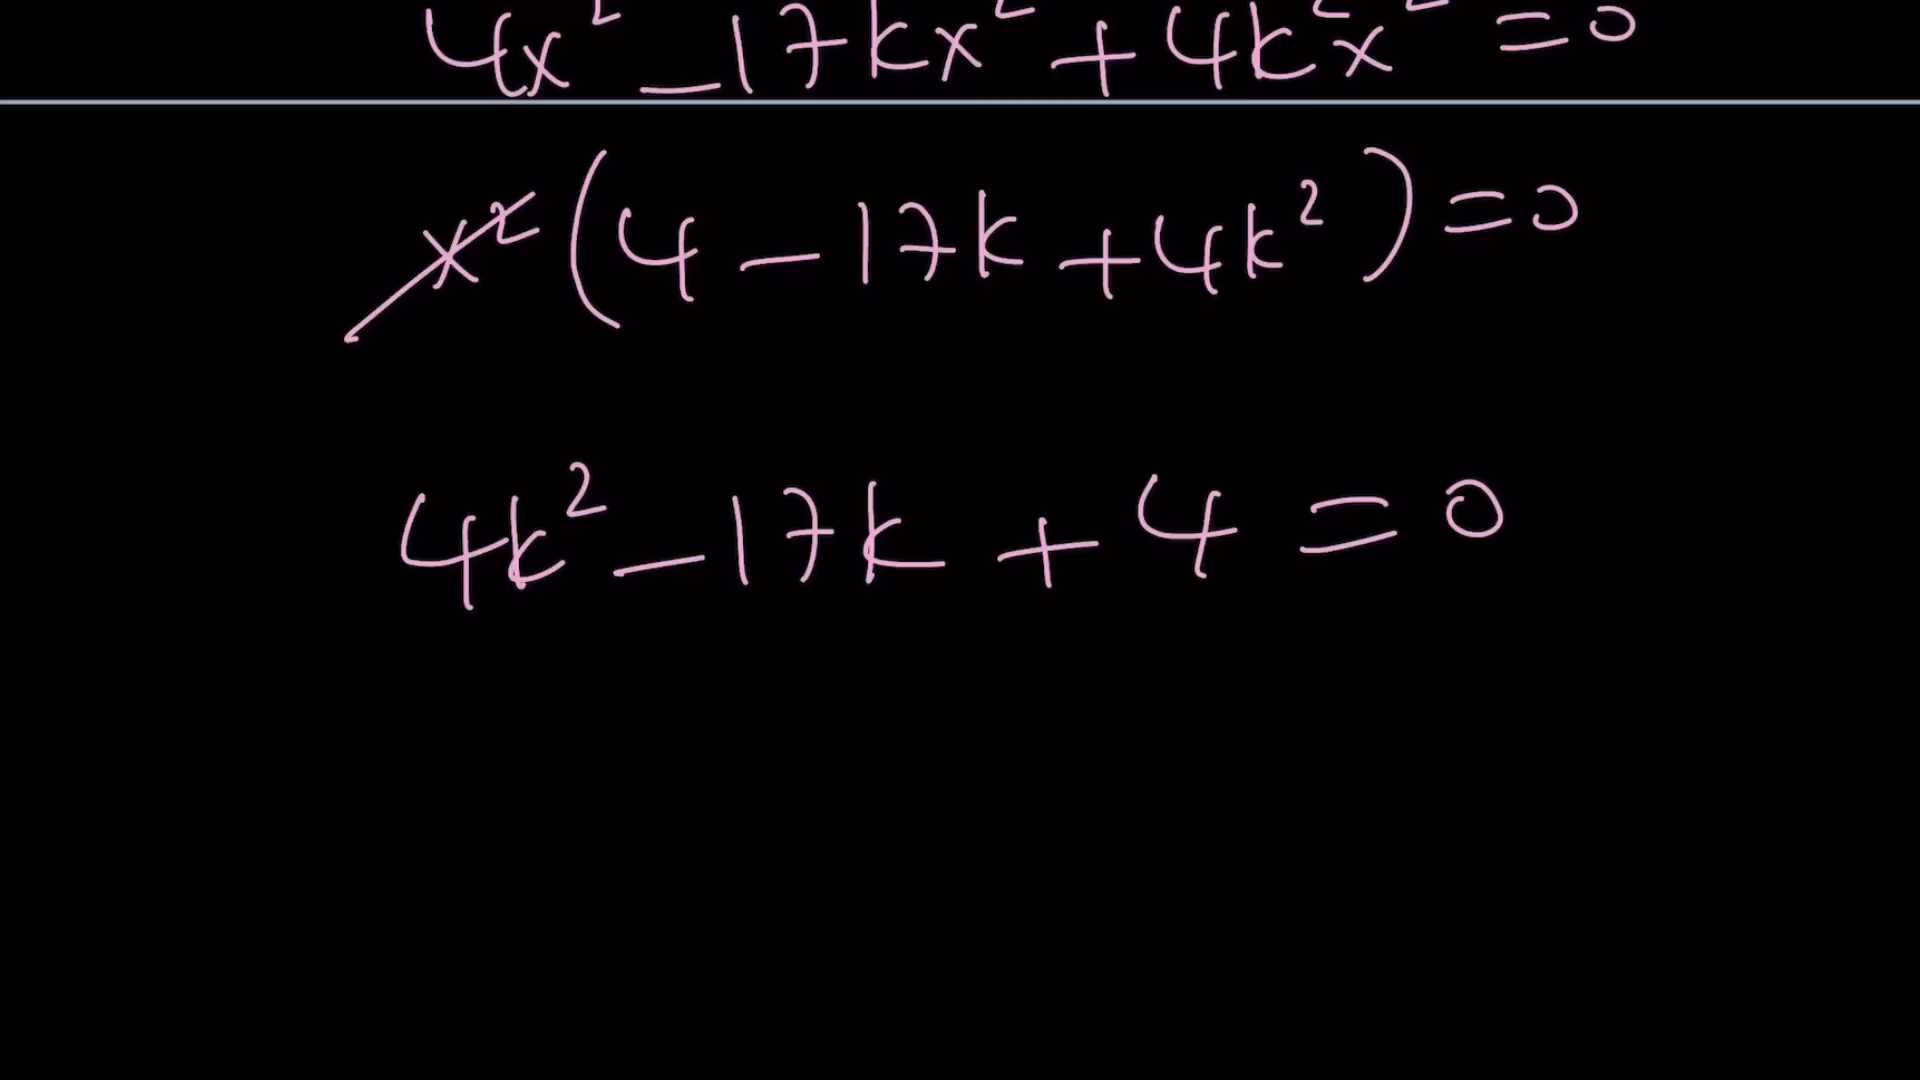 4x² - 17kx² + 4k²x² = 0
x² (4 - 17k + 4k²) = 0
4k² - 17k + 4 = 0